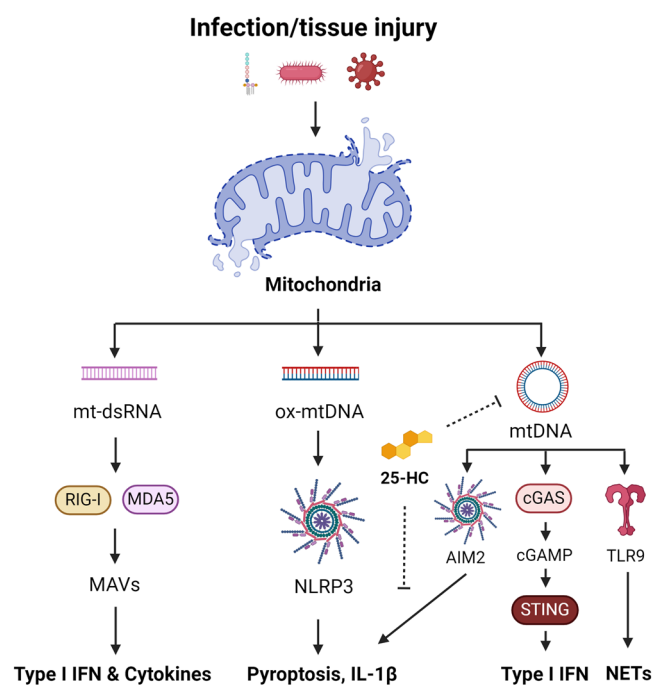 Infection/tissue injury
Mitochondria
mt-dsRNA
ox-mtDNA
mtDNA
25-HC
RIG-I
MDA5
cGAS
AIM2
cGAMP
TLR9
MAVs
NLRP3
STING
Type I IFN & Cytokines
Pyroptosis, IL-1β
Type I IFN
NETs